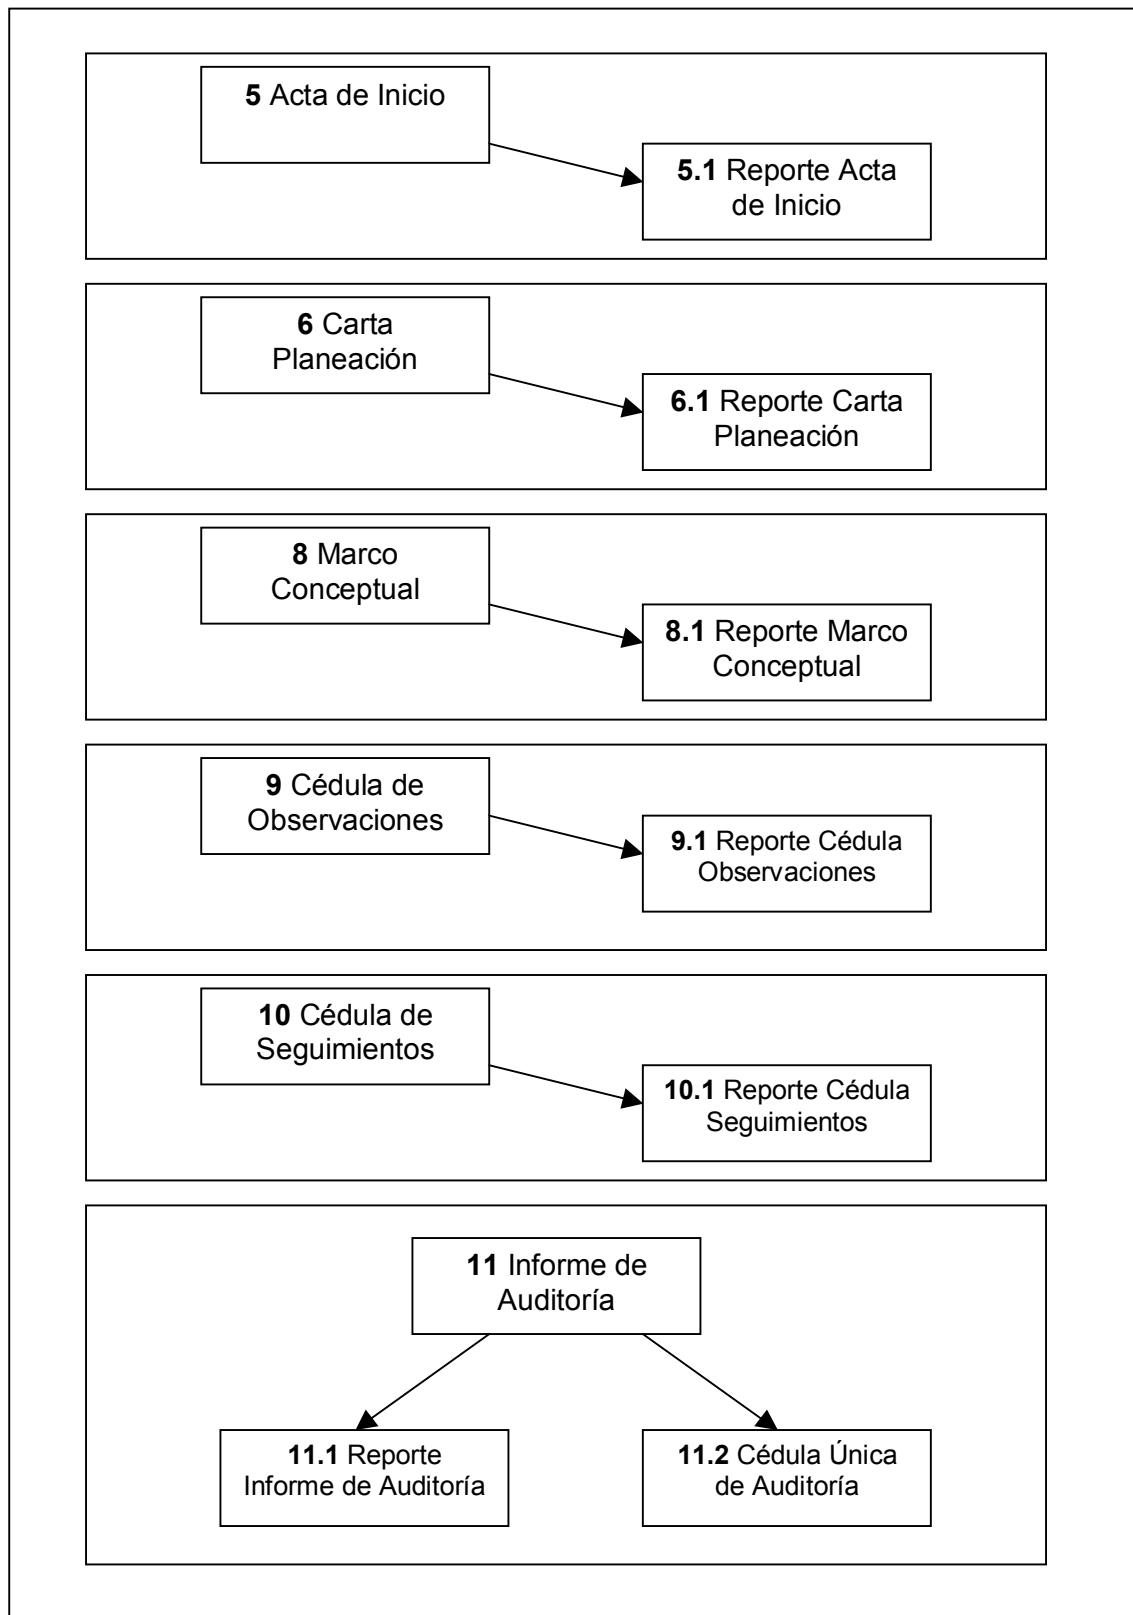 5 Acta de Inicio
5.1 Reporte Acta
de Inicio
6 Carta
Planeación
6.1 Reporte Carta
Planeación
8 Marco
Conceptual
8.1 Reporte Marco
Conceptual
9 Cédula de
Observaciones
9.1 Reporte Cédula
Observaciones
10 Cédula de
Seguimientos
10.1 Reporte Cédula
Seguimientos
11 Informe de
Auditoría
11.1 Reporte
Informe de Auditoría
11.2 Cédula Única
de Auditoría